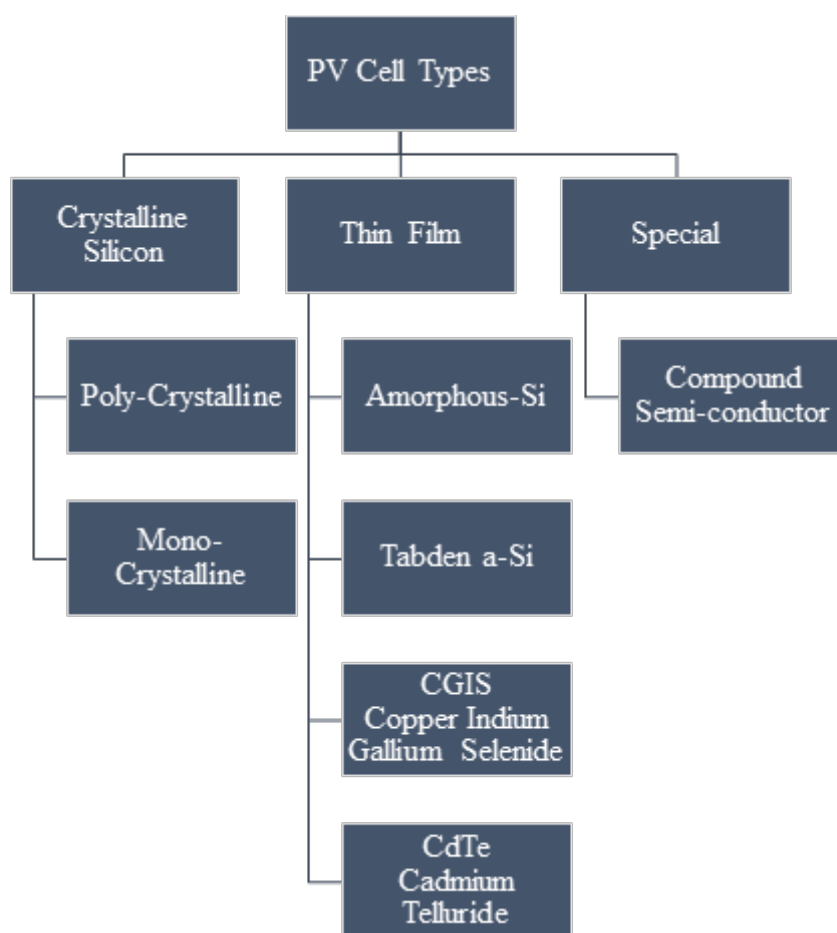 PV Cell Types
Crystalline
Silicon
Thin Film
Special
Poly-Crystalline
Amorphous-Si
Compound
Semi-conductor
Mono-
Crystalline
Tabden a-Si
CGIS
Copper Indium
Gallium Selenide
CdTe
Cadmium
Telluride